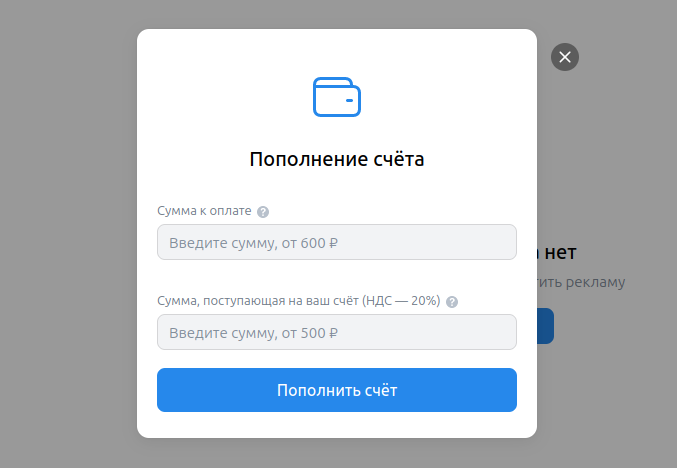 Пополнение счёта
Сумма к оплате ?
Введите сумму, от 600 ₽
нет
рекламу
Сумма, поступающая на ваш счёт (НДС — 20%) ?
Введите сумму, от 500 ₽
Пополнить счёт